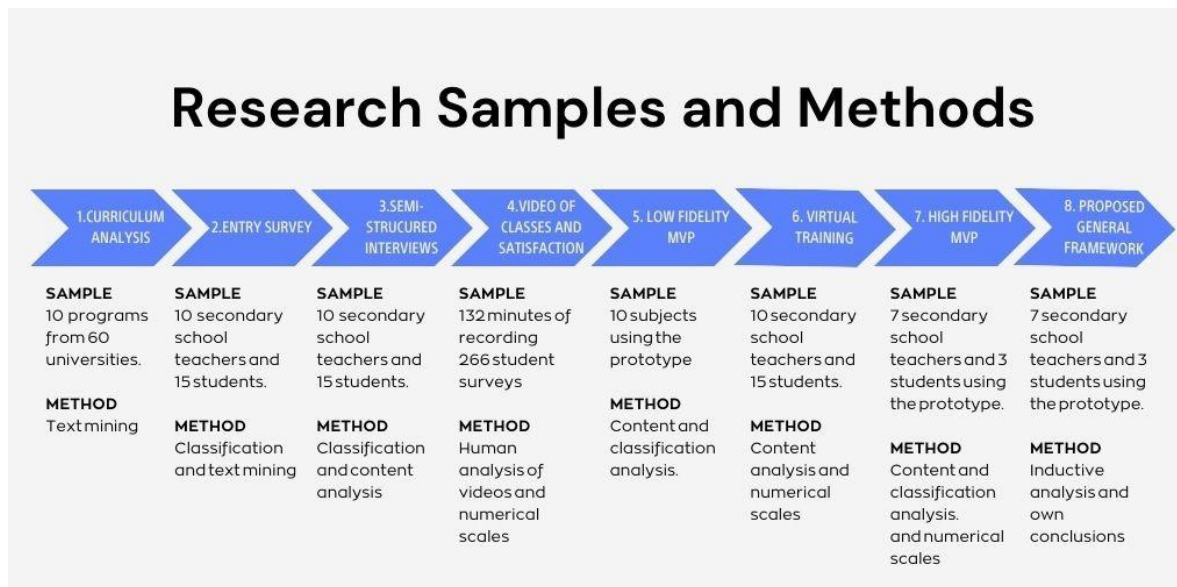 Research Samples and Methods
1.CURRICULUM
ANALYSIS
2.ENTRY SURVEY
3.SEMI-
STRUCURED
INTERVIEWS
4.VIDEO OF
CLASSES AND
SATISFACTION
5. LOW FIDELITY
MVP
6. VIRTUAL
TRAINING
7. HIGH FIDELITY
MVP
8. PROPOSED
GENERAL
FRAMEWORK
SAMPLE
10 programs
from 60
universities.
METHOD
Text mining
SAMPLE
10 secondary
school
teachers and
15 students.
METHOD
Classification
and text mining
SAMPLE
10 secondary
school
teachers and
15 students.
METHOD
Classification
and content
analysis
SAMPLE
132 minutes of
recording
266 student
surveys
METHOD
Human
analysis of
videos and
numerical
scales
SAMPLE
10 subjects
using the
prototype
METHOD
Content and
classification
analysis.
SAMPLE
10 secondary
school
teachers and
15 students.
METHOD
Content
analysis and
numerical
scales
SAMPLE
7 secondary
school
teachers and 3
students using
the prototype.
METHOD
Content and
classification
analysis.
and numerical
scales
SAMPLE
7 secondary
school
teachers and 3
students using
the prototype.
METHOD
Inductive
analysis and
own
conclusions